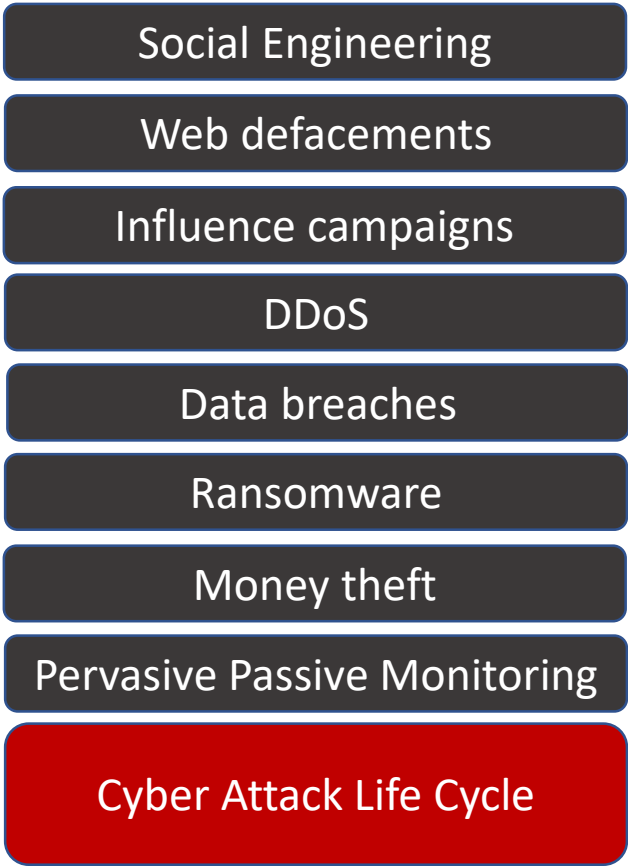 Social Engineering
Web defacements
Influence campaigns
DDoS
Data breaches
Ransomware
Money theft
Pervasive Passive Monitoring
Cyber Attack Life Cycle